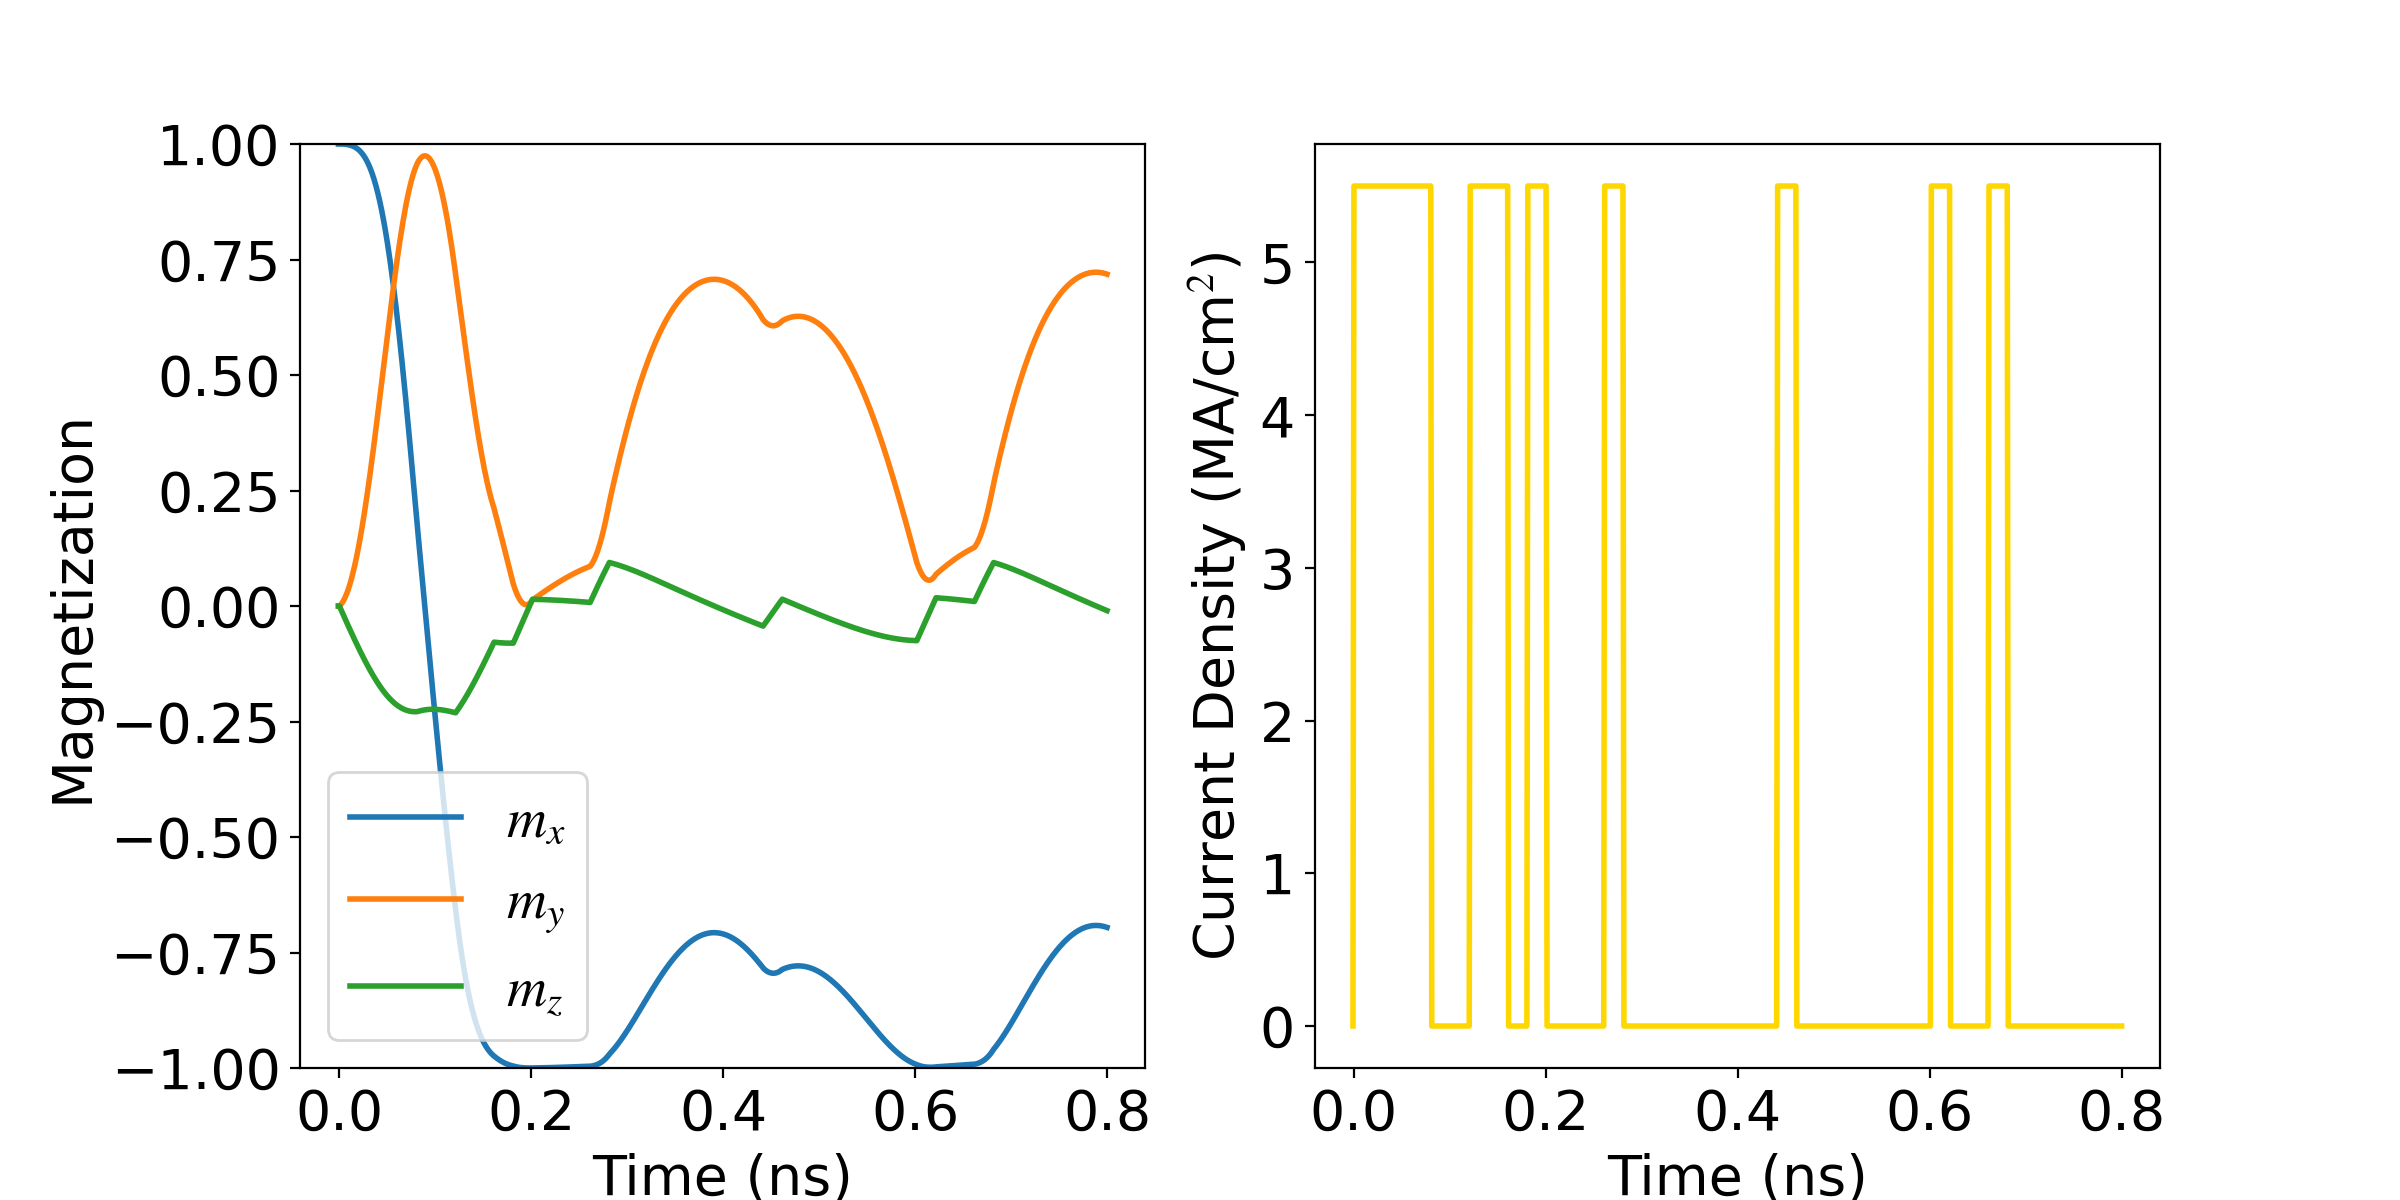 Magnetization
1.00
0.75
0.50
0.25
0.00
−0.25
−0.50
−0.75
−1.00
m_x
m_y
m_z
0.0 0.2 0.4 0.6 0.8
Time (ns)
Current Density (MA/cm²)
5
4
3
2
1
0
0.0 0.2 0.4 0.6 0.8
Time (ns)